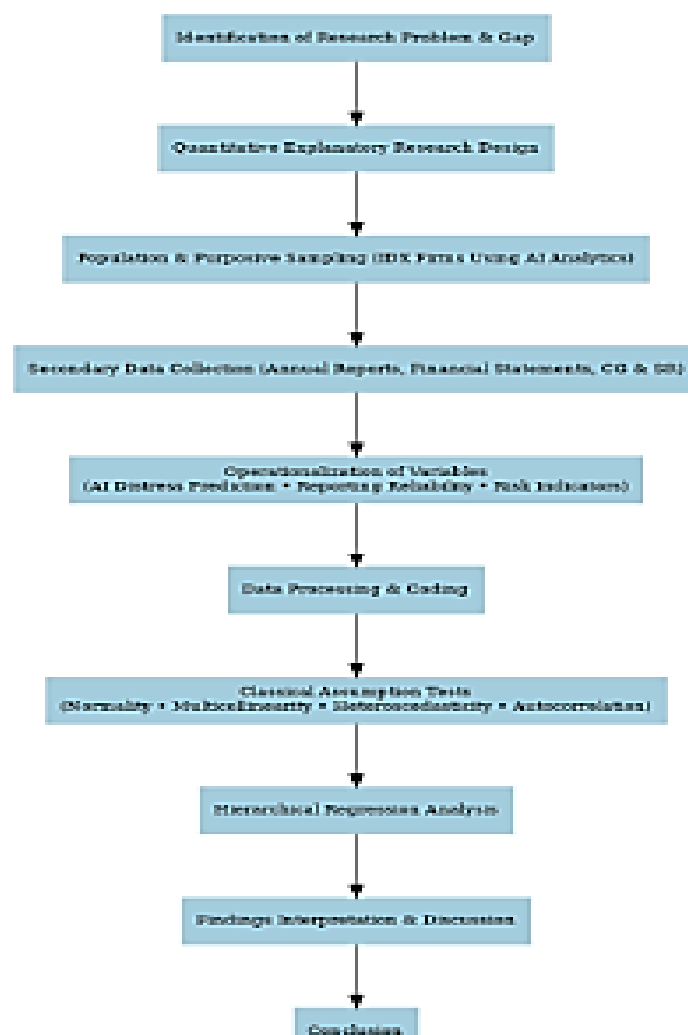 Identification of Research Problem & Gap
Quantitative Explanatory Research Design
Population & Purposive Sampling (IDX Firms Using AI Analytics)
Secondary Data Collection (Annual Reports, Financial Statements, CG & SR)
Operationalization of Variables
(AI Distress Prediction • Reporting Reliability • Risk Indicators)
Data Processing & Coding
Classical Assumption Tests
(Normality • Multicollinearity • Heteroscedasticity • Autocorrelation)
Hierarchical Regression Analysis
Findings Interpretation & Discussion
Conclusion